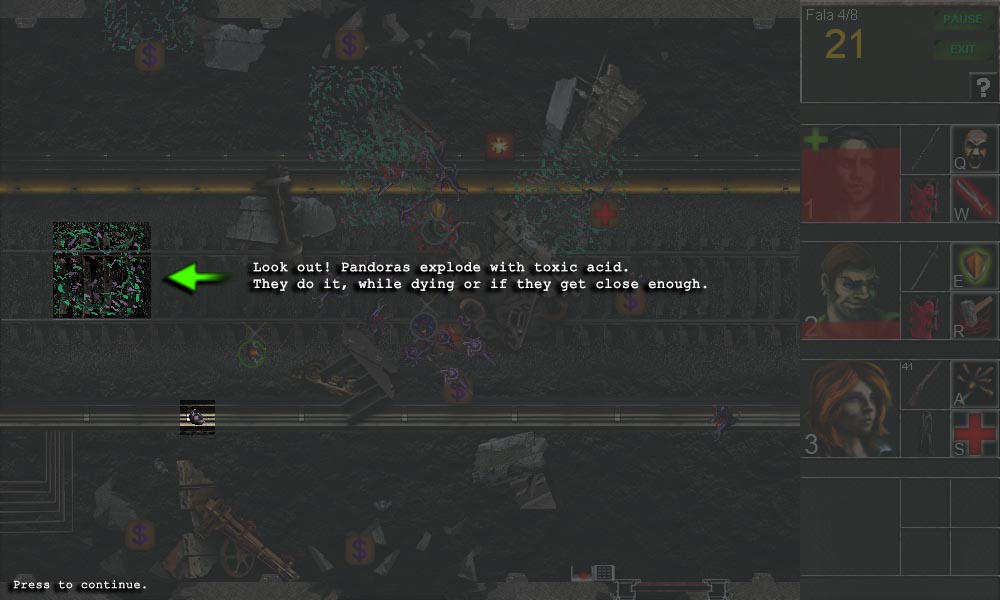 Fala 4/8
21
PAUSE
EXIT
?
Q
1
W
Look out! Pandoras explode with toxic acid.
They do it, while dying or if they get close enough.
E
2
R
41
A
3
S
Press to continue.